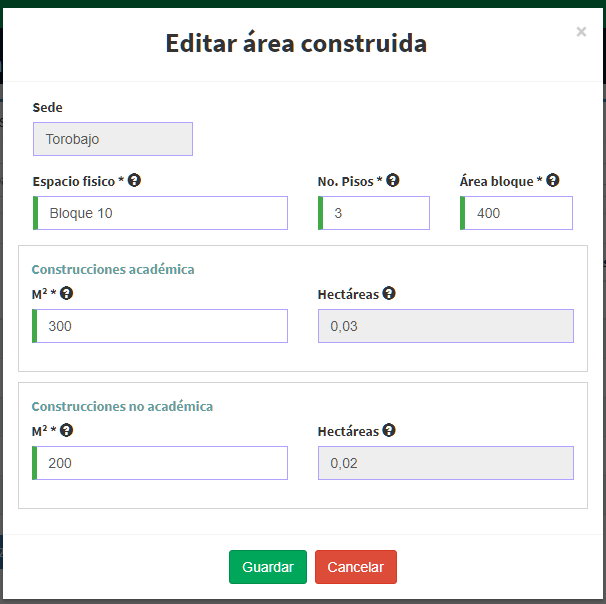 Editar área construida
×
Sede
Torobajo
Espacio fisico * ?
No. Pisos * ?
Área bloque * ?
Bloque 10
3
400
Construcciones académica
M² * ?
Hectáreas ?
300
0,03
Construcciones no académica
M² * ?
Hectáreas ?
200
0,02
Guardar
Cancelar